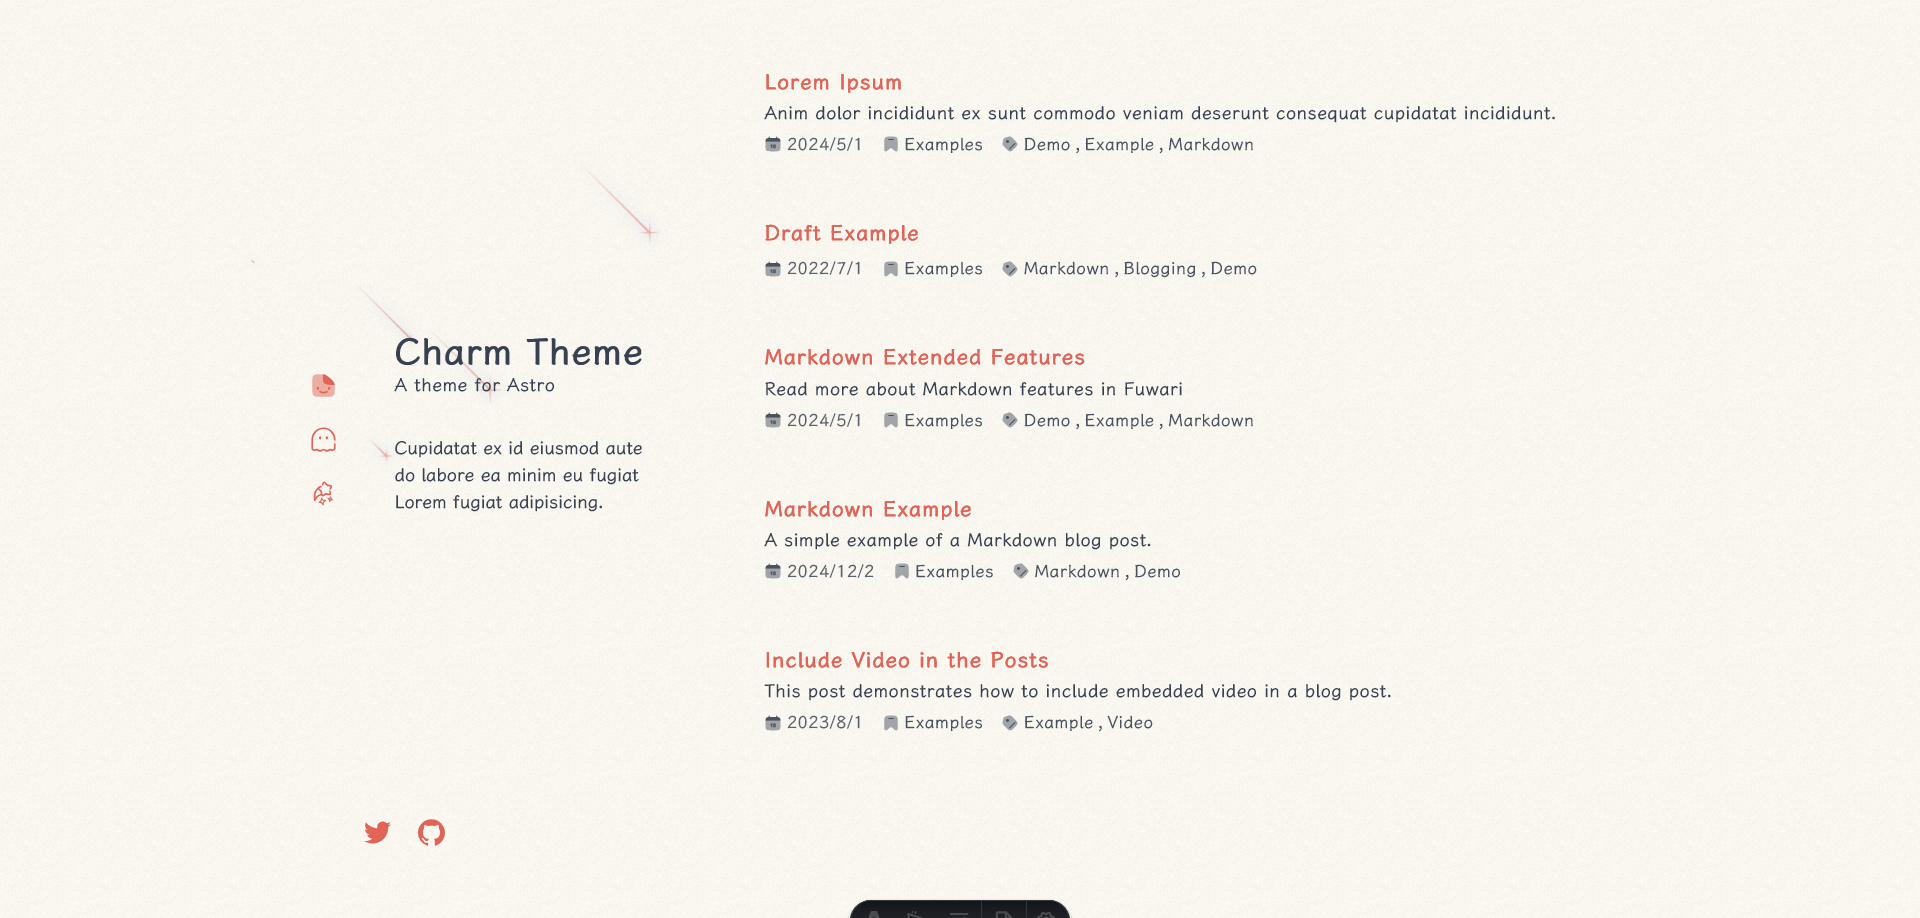 Charm Theme
A theme for Astro
Cupidatat ex id eiusmod aute
do labore ea minim eu fugiat
Lorem fugiat adipisicing.
Lorem Ipsum
Anim dolor incididunt ex sunt commodo veniam deserunt consequat cupidatat incididunt.
2024/5/1 Examples Demo , Example , Markdown
Draft Example
2022/7/1 Examples Markdown , Blogging , Demo
Markdown Extended Features
Read more about Markdown features in Fuwari
2024/5/1 Examples Demo , Example , Markdown
Markdown Example
A simple example of a Markdown blog post.
2024/12/2 Examples Markdown , Demo
Include Video in the Posts
This post demonstrates how to include embedded video in a blog post.
2023/8/1 Examples Example , Video